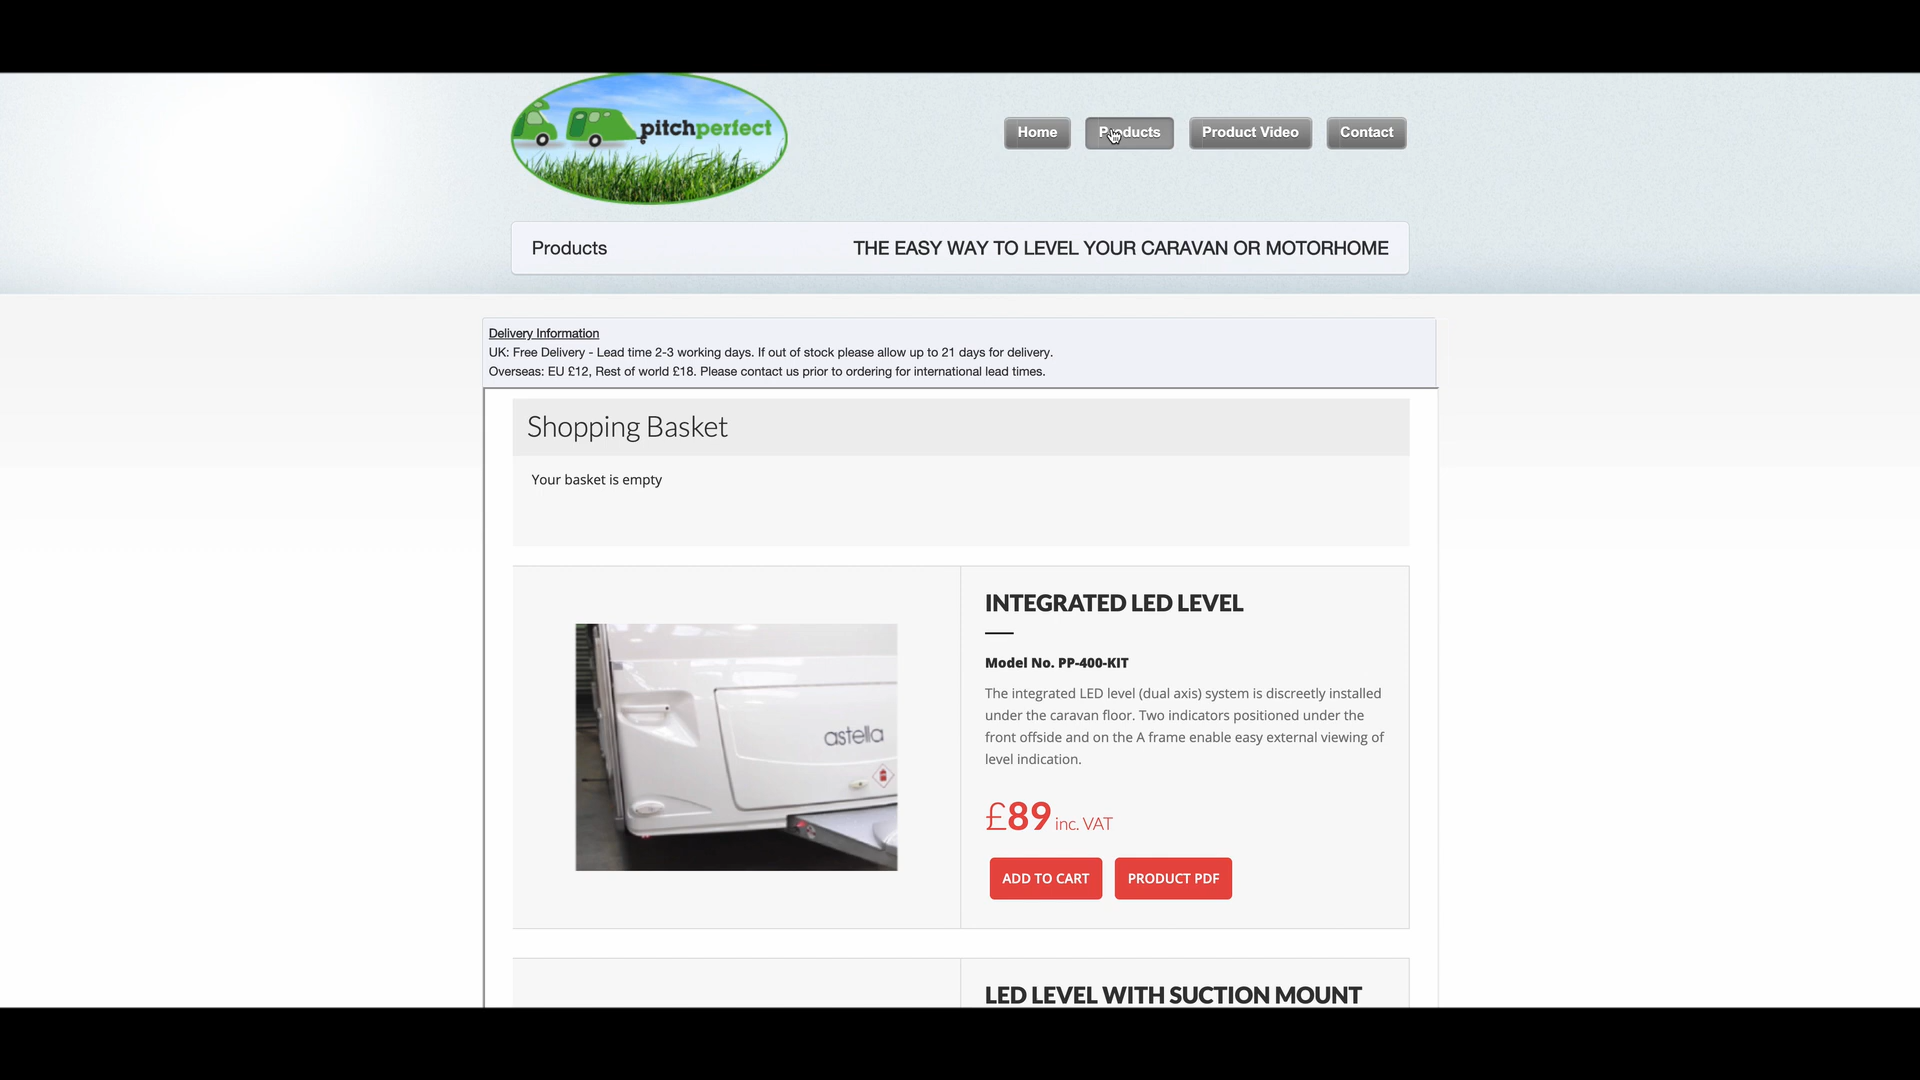 pitchperfect
Home
Products
Product Video
Contact
Products
THE EASY WAY TO LEVEL YOUR CARAVAN OR MOTORHOME
Delivery Information
UK: Free Delivery - Lead time 2-3 working days. If out of stock please allow up to 21 days for delivery.
Overseas: EU £12, Rest of world £18. Please contact us prior to ordering for international lead times.
Shopping Basket
Your basket is empty
astella
INTEGRATED LED LEVEL
Model No. PP-400-KIT
The integrated LED level (dual axis) system is discreetly installed
under the caravan floor. Two indicators positioned under the
front offside and on the A frame enable easy external viewing of
level indication.
£89 inc. VAT
ADD TO CART
PRODUCT PDF
LED LEVEL WITH SUCTION MOUNT